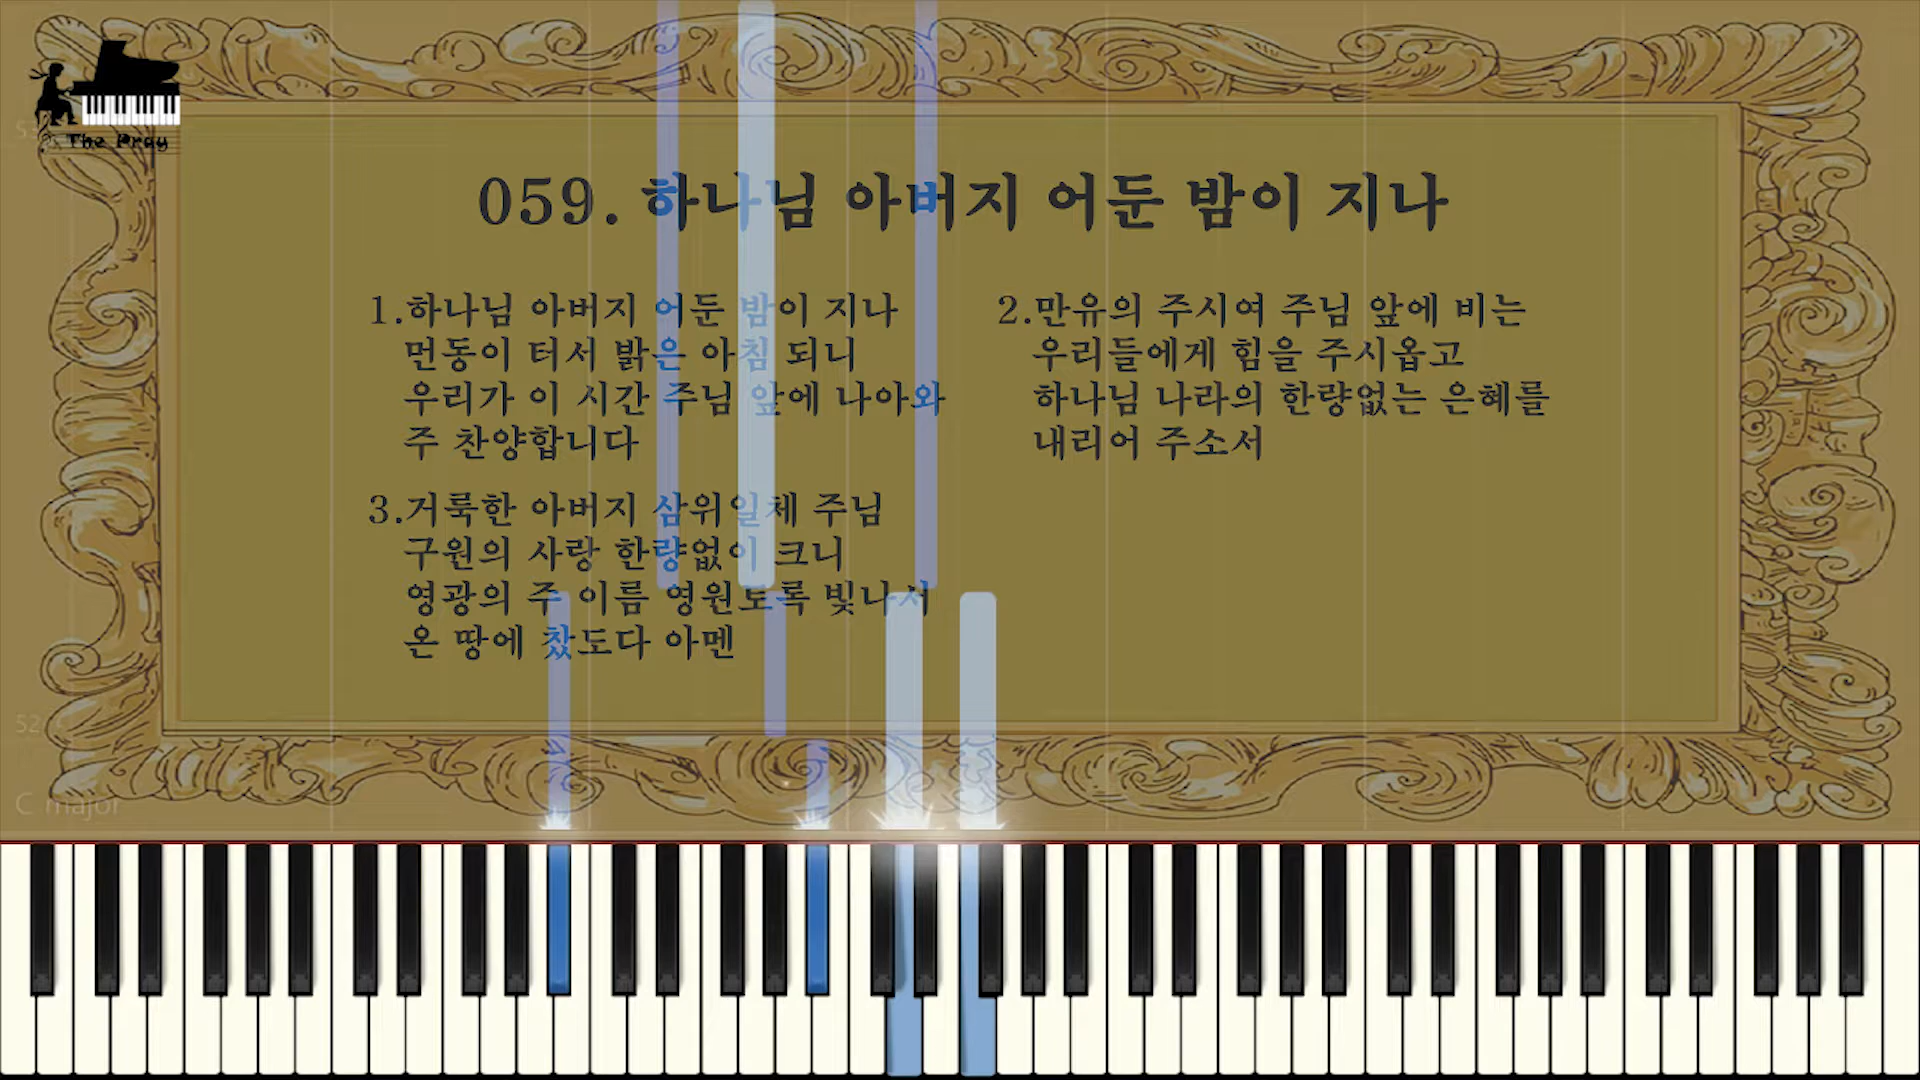 The Pray
059. 하나님 아버지 어둔 밤이 지나
1.하나님 아버지 어둔 밤이 지나
먼동이 터서 밝은 아침 되니
우리가 이 시간 주님 앞에 나아와
주 찬양합니다
2.만유의 주시여 주님 앞에 비는
우리들에게 힘을 주시옵고
하나님 나라의 한량없는 은혜를
내리어 주소서
3.거룩한 아버지 삼위일체 주님
구원의 사랑 한량없이 크니
영광의 주 이름 영원토록 빛나서
온 땅에 찼도다 아멘
52
C major